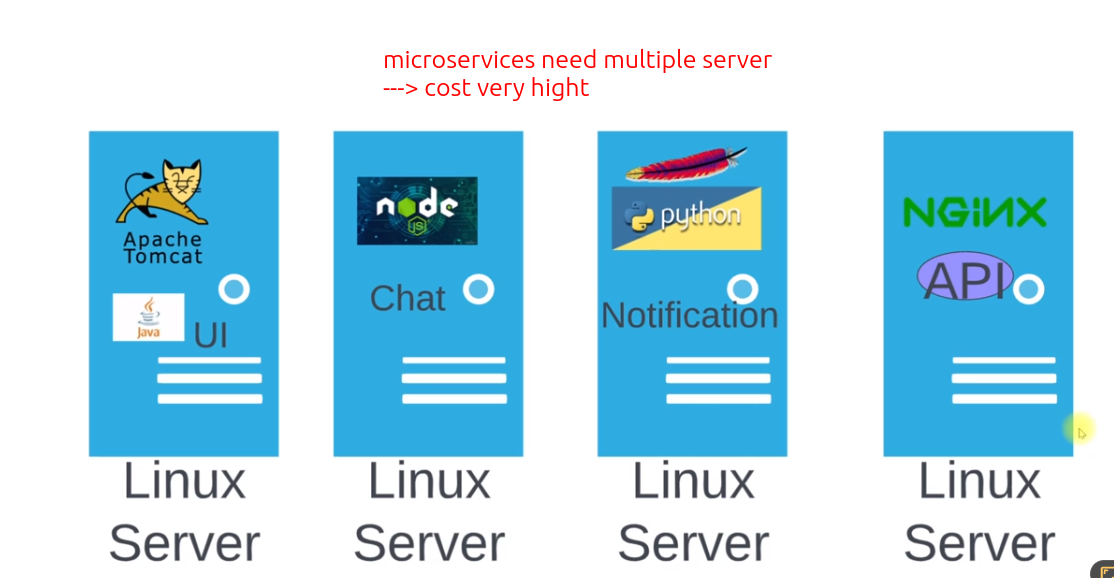 microservices need multiple server
---> cost very hight
Apache
Tomcat
Java
UI
Linux
Server
node
JS
Chat
Linux
Server
python
Notification
Linux
Server
NGiNX
API
Linux
Server